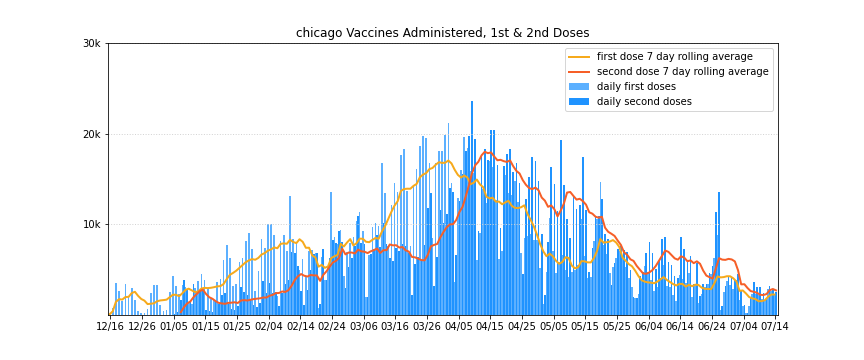 chicago Vaccines Administered, 1st & 2nd Doses
30k
20k
10k
first dose 7 day rolling average
second dose 7 day rolling average
daily first doses
daily second doses
12/16 12/26 01/05 01/15 01/25 02/04 02/14 02/24 03/06 03/16 03/26 04/05 04/15 04/25 05/05 05/15 05/25 06/04 06/14 06/24 07/04 07/14